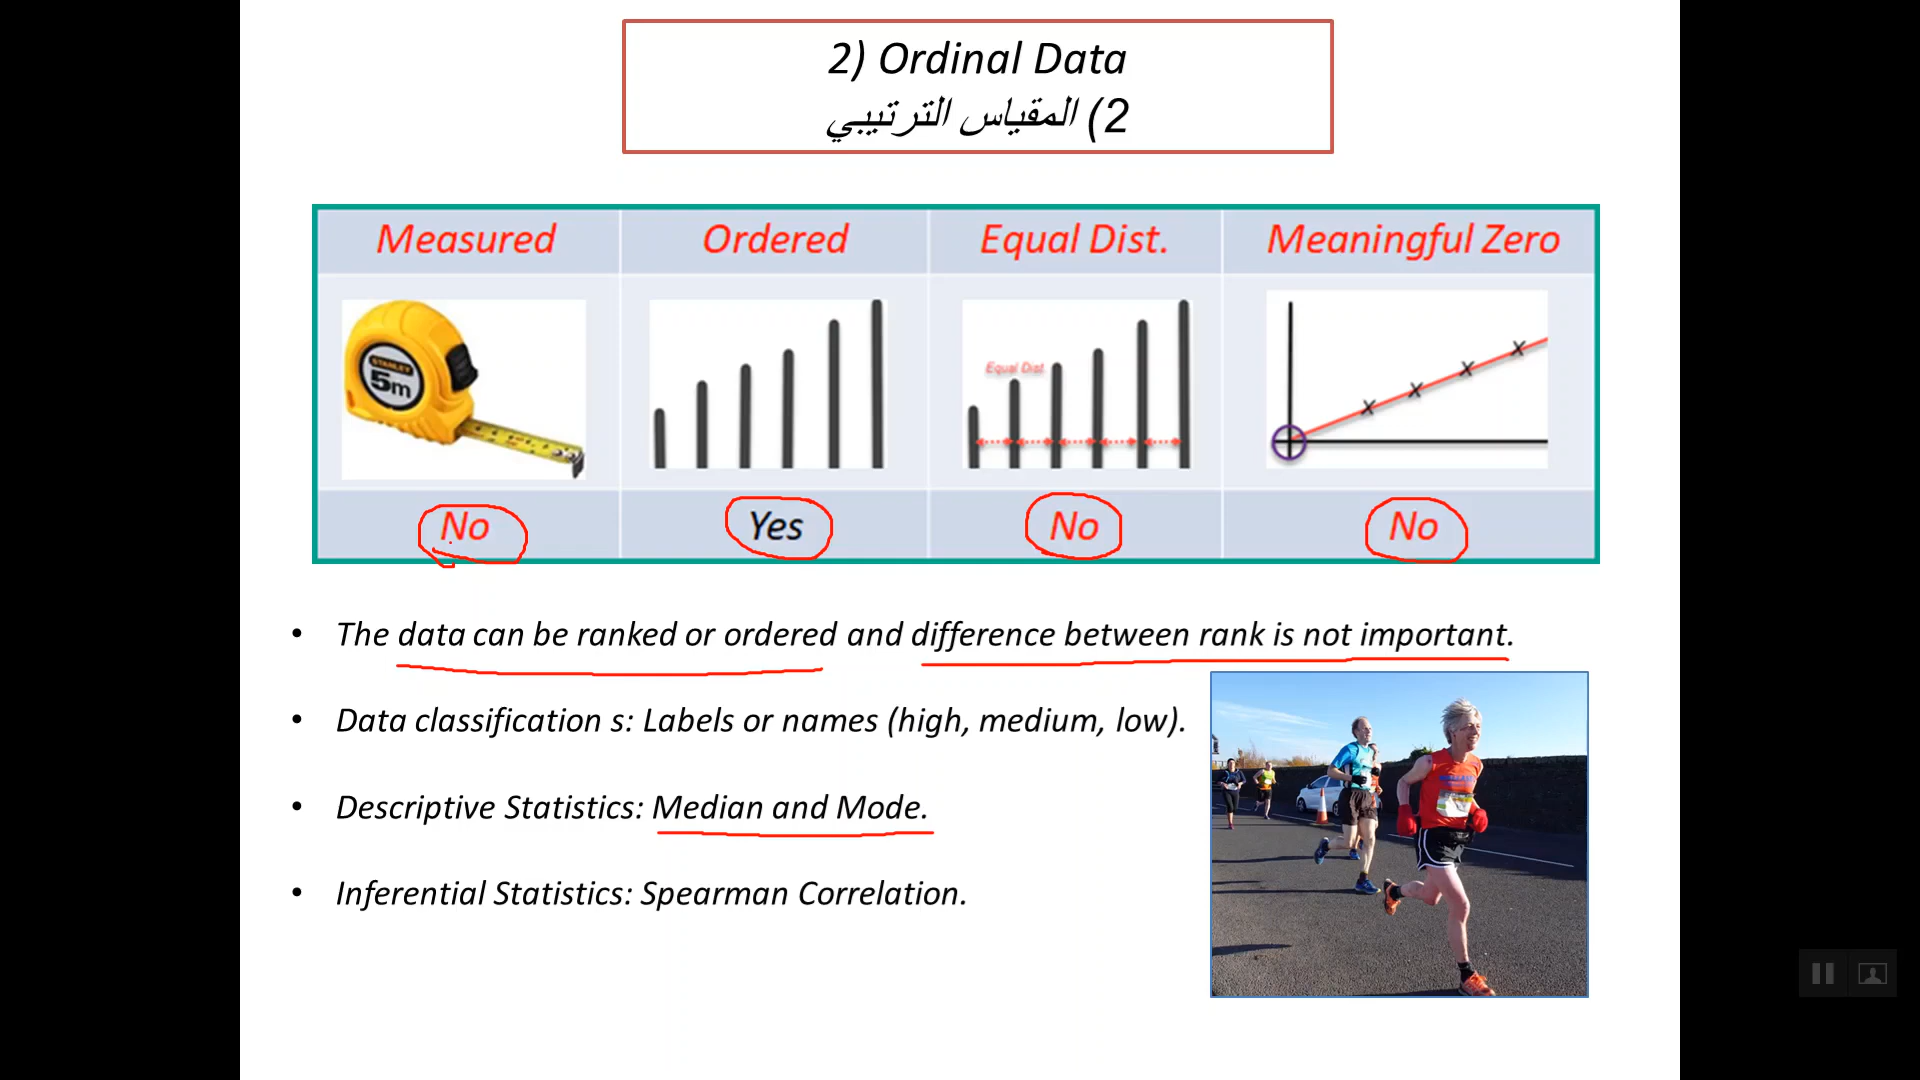 2) Ordinal Data
2) المقياس الترتيبي
Measured
Ordered
Equal Dist.
Meaningful Zero
STANLEY
5m
Equal Dist.
No
Yes
No
No
• The data can be ranked or ordered and difference between rank is not important.
• Data classification s: Labels or names (high, medium, low).
• Descriptive Statistics: Median and Mode.
• Inferential Statistics: Spearman Correlation.